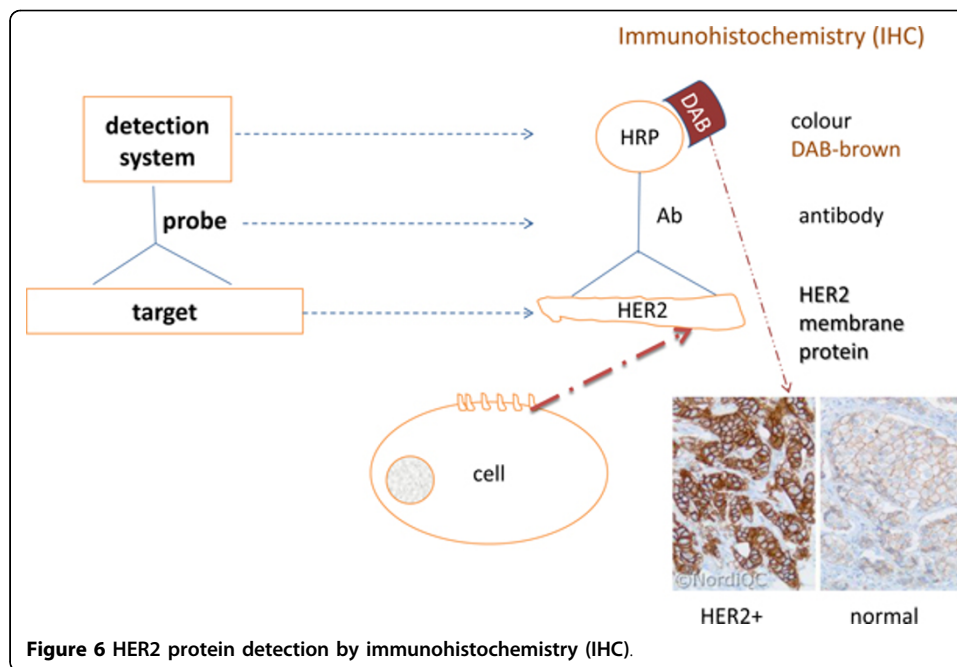 Immunohistochemistry (IHC)
detection
system
HRP
DAB
colour
DAB-brown
probe
Ab
antibody
target
HER2
HER2
membrane
protein
cell
©NordiQC
HER2+
normal
Figure 6 HER2 protein detection by immunohistochemistry (IHC).